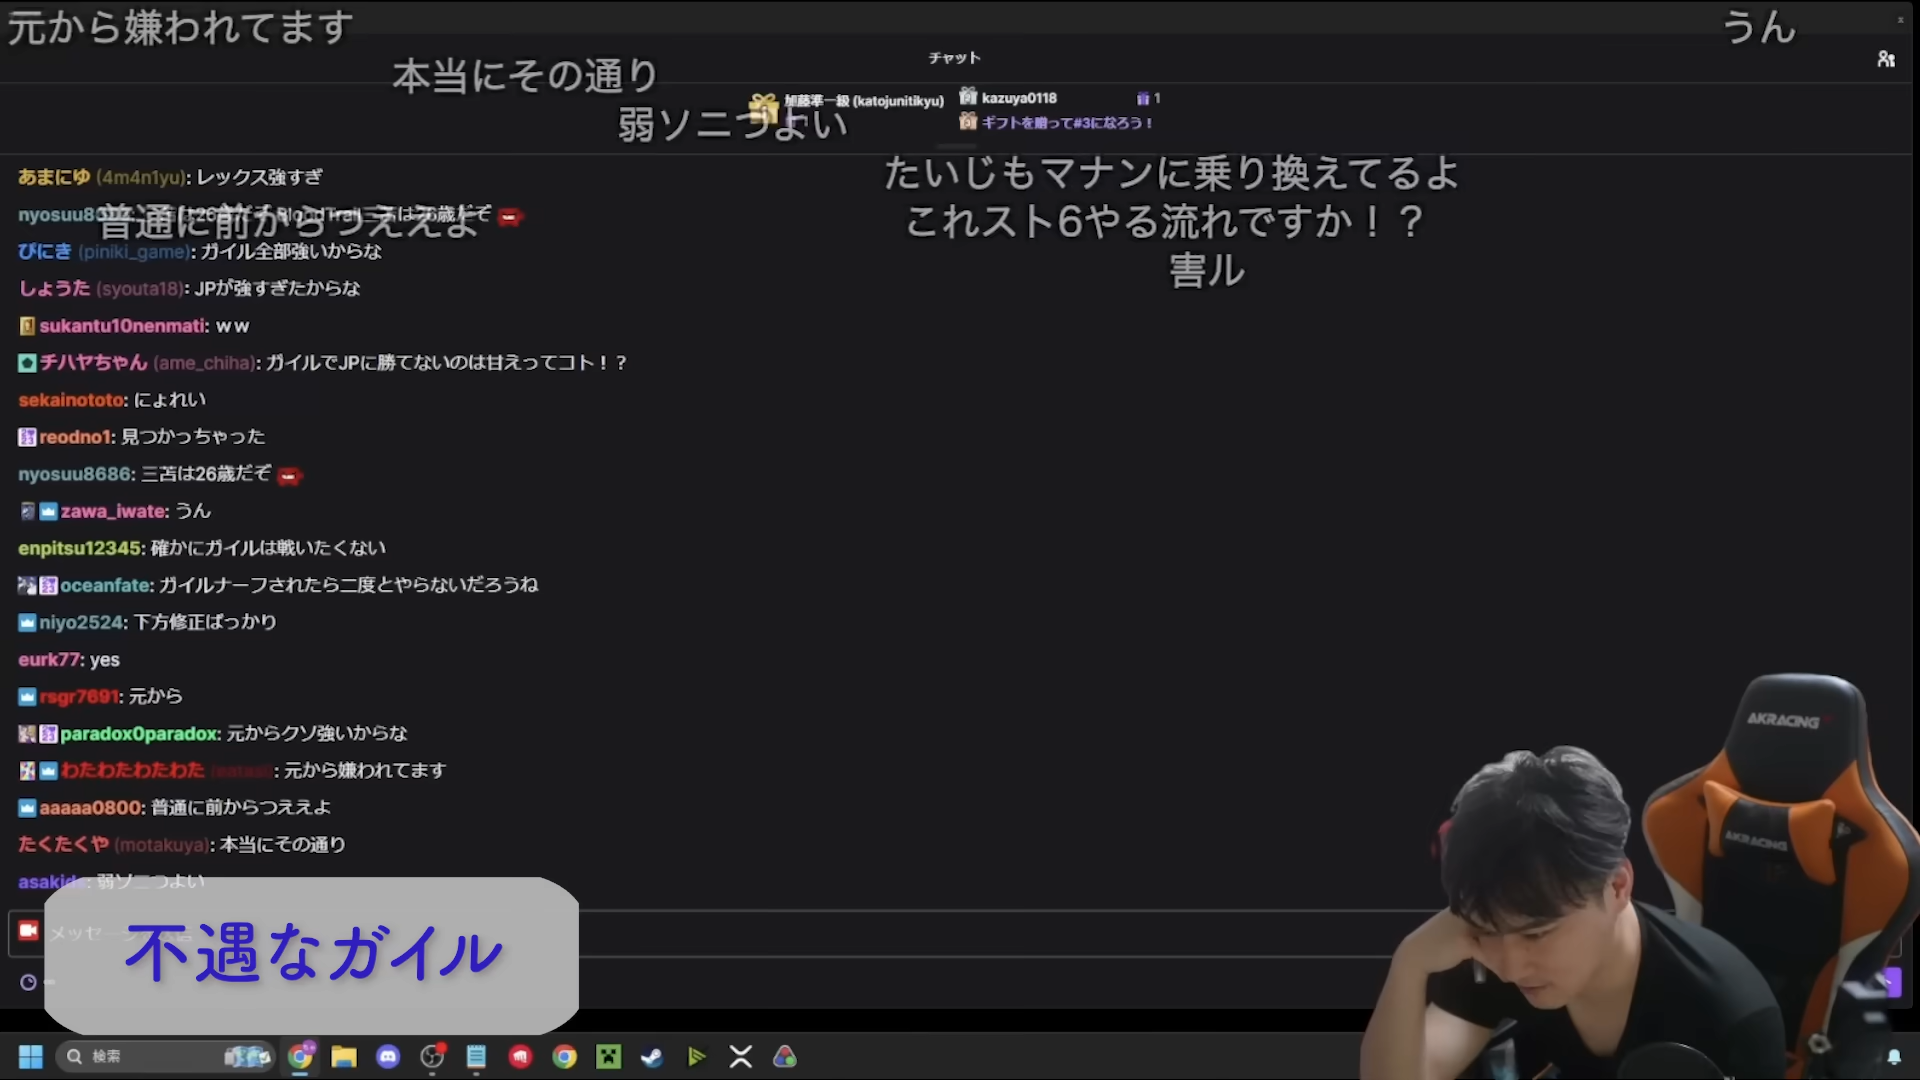 元から嫌われてます
うん
本当にその通り
チャット
加藤準一級 (katojunitikyu)
kazuya0118
1
弱ソニつよい
ギフトを贈って#3になろう！
たいじもマナンに乗り換えてるよ
あまにゆ (4m4n1yu): レックス強すぎ
普通に前からつええよ
これスト6やる流れですか！？
ぴにき (piniki_game): ガイル全部強いからな
害ル
しょうた (syouta18): JPが強すぎたからな
sukantu10nenmati: ｗｗ
チハヤちゃん (ame_chiha): ガイルでJPに勝てないのは甘えってコト！？
sekainototo: にょれい
reodno1: 見つかっちゃった
nyosuu8686: 三苫は26歳だぞ
zawa_iwate: うん
enpitsu12345: 確かにガイルは戦いたくない
oceanfate: ガイルナーフされたら二度とやらないだろうね
niyo2524: 下方修正ばっかり
eurk77: yes
rsgr7691: 元から
paradox0paradox: 元からクソ強いからな
わたわたわたわた : 元から嫌われてます
aaaaa0800: 普通に前からつええよ
たくたくや (motakuya): 本当にその通り
弱ソニつよい
不遇なガイル
検索
AKRACING
AKRACING